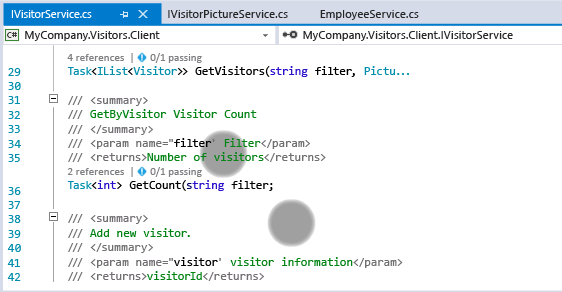 IVisitorService.cs IVisitorPictureService.cs EmployeeService.cs
C# MyCompany.Visitors.Client MyCompany.Visitors.Client.IVisitorService
4 references | 0/1 passing
29 Task<IList<Visitor>> GetVisitors(string filter, Pictu...
30
31 /// <summary>
32 /// GetByVisitor Visitor Count
33 /// </summary>
34 /// <param name="filter' Filter</param>
35 /// <returns>Number of visitors</returns>
2 references | 0/1 passing
36 Task<int> GetCount(string filter;
37
38 /// <summary>
39 /// Add new visitor.
40 /// </summary>
41 /// <param name="visitor' visitor information</param>
42 /// <returns>visitorId</returns>